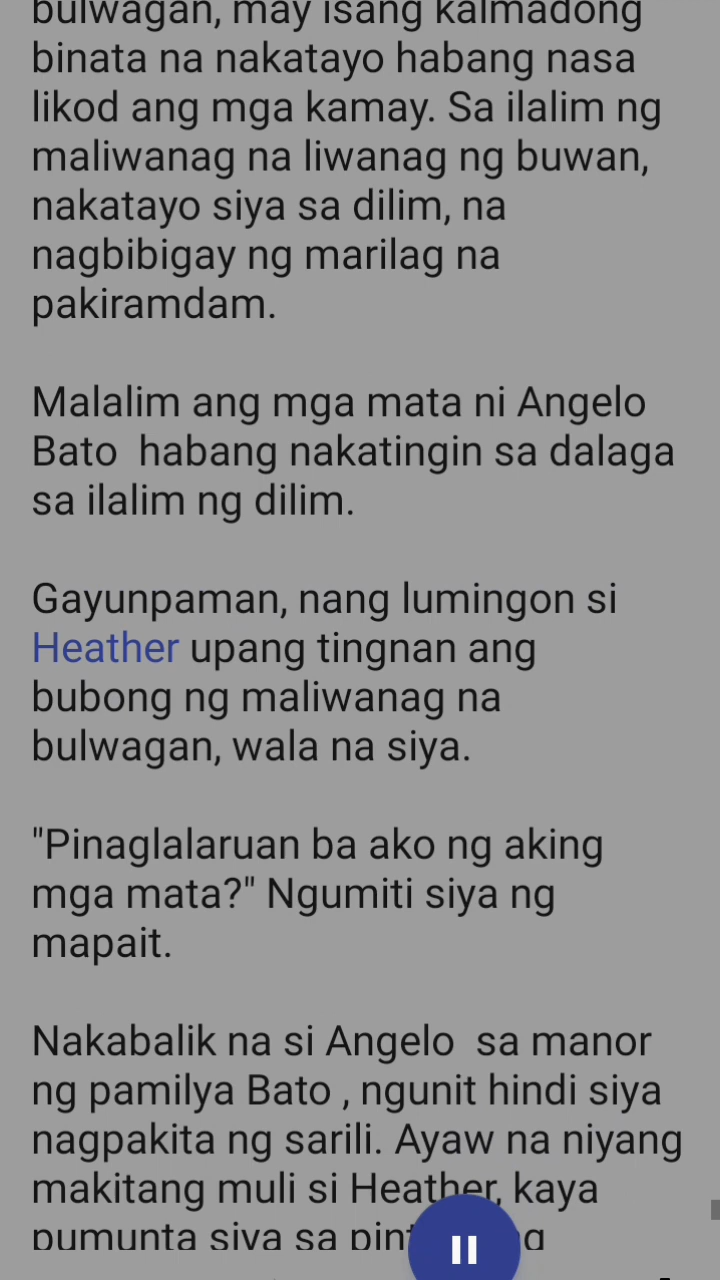 bulwagan, may isang kalmadong
binata na nakatayo habang nasa
likod ang mga kamay. Sa ilalim ng
maliwanag na liwanag ng buwan,
nakatayo siya sa dilim, na
nagbibigay ng marilag na
pakiramdam.
Malalim ang mga mata ni Angelo
Bato  habang nakatingin sa dalaga
sa ilalim ng dilim.
Gayunpaman, nang lumingon si
Heather upang tingnan ang
bubong ng maliwanag na
bulwagan, wala na siya.
"Pinaglalaruan ba ako ng aking
mga mata?" Ngumiti siya ng
mapait.
Nakabalik na si Angelo  sa manor
ng pamilya Bato , ngunit hindi siya
nagpakita ng sarili. Ayaw na niyang
makitang muli si Heather, kaya
pumunta siya sa